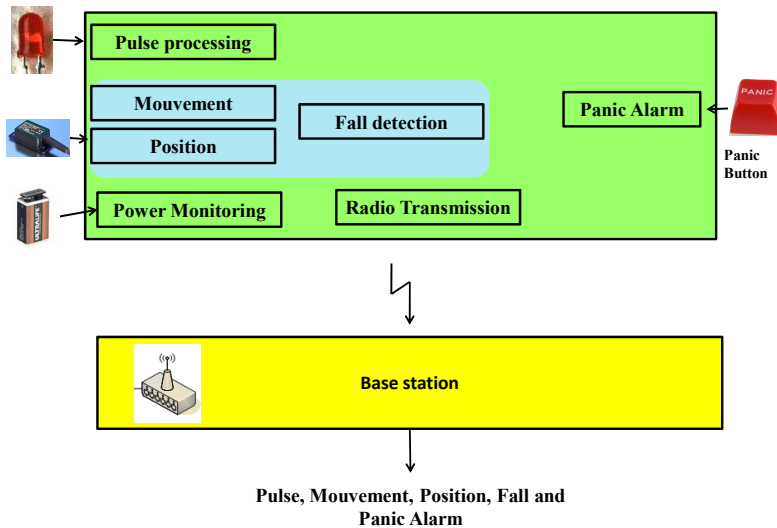 Pulse processing
Mouvement
Fall detection
Position
Panic Alarm
PANIC
Panic
Button
Power Monitoring
Radio Transmission
ULTRALIFE
Base station
Pulse, Mouvement, Position, Fall and
Panic Alarm